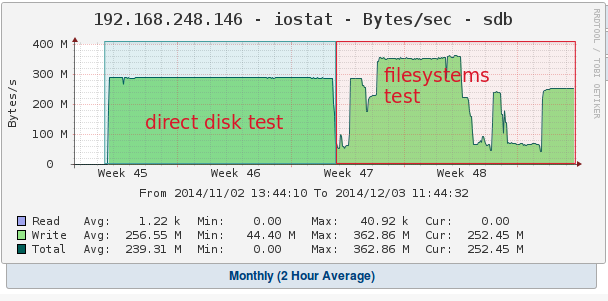 192.168.248.146 - iostat - Bytes/sec - sdb
RRDTOOL / TOBI OETIKER
Bytes/s
400 M
300 M
200 M
100 M
0
direct disk test
filesystems
test
Week 45 Week 46 Week 47 Week 48
From 2014/11/02 13:44:10 To 2014/12/03 11:44:32
Read Avg: 1.22 k Min: 0.00 Max: 40.92 k Cur: 0.00
Write Avg: 256.55 M Min: 44.40 M Max: 362.86 M Cur: 252.45 M
Total Avg: 239.31 M Min: 0.00 Max: 362.86 M Cur: 252.45 M
Monthly (2 Hour Average)